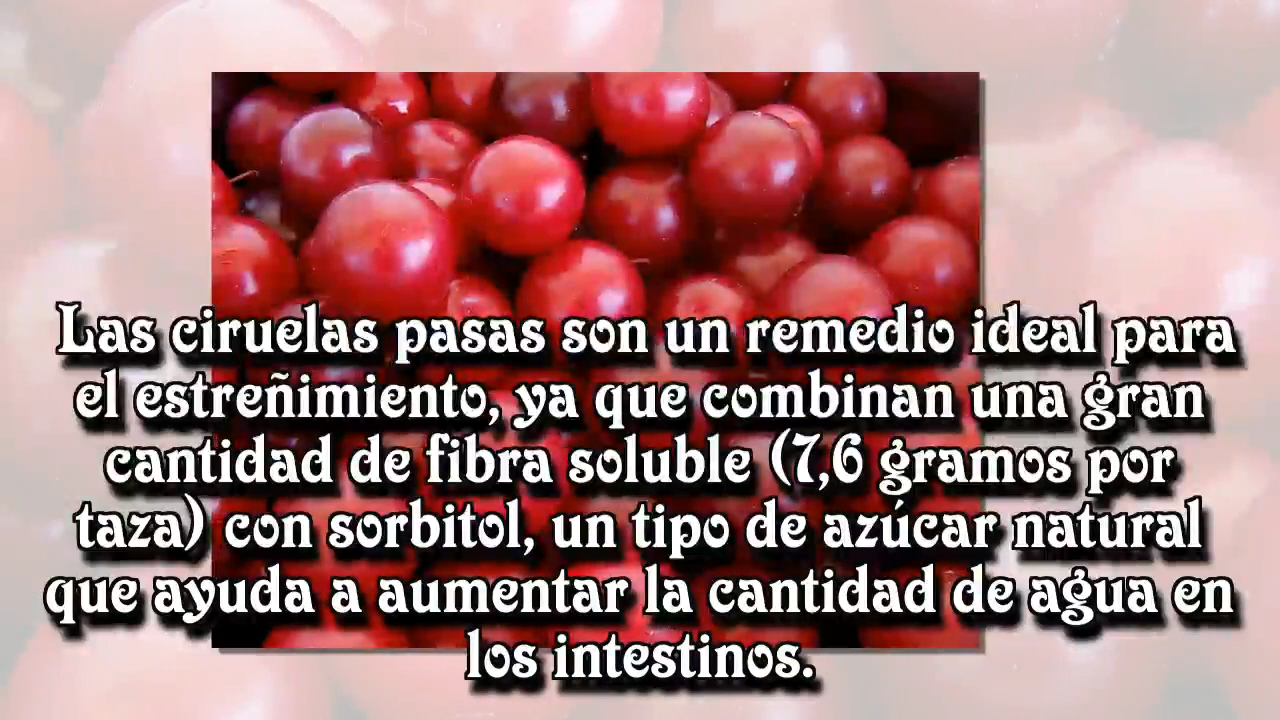 Las ciruelas pasas son un remedio ideal para
el estreñimiento, ya que combinan una gran
cantidad de fibra soluble (7,6 gramos por
taza) con sorbitol, un tipo de azúcar natural
que ayuda a aumentar la cantidad de agua en
los intestinos.